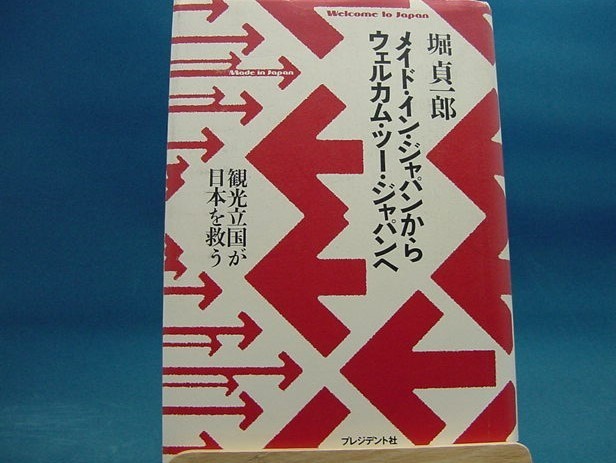 Welcome to Japan
Made in Japan
堀 貞一郎
メイド・イン・ジャパンから
ウェルカム・ツー・ジャパンへ
観光立国が
日本を救う
プレジデント社